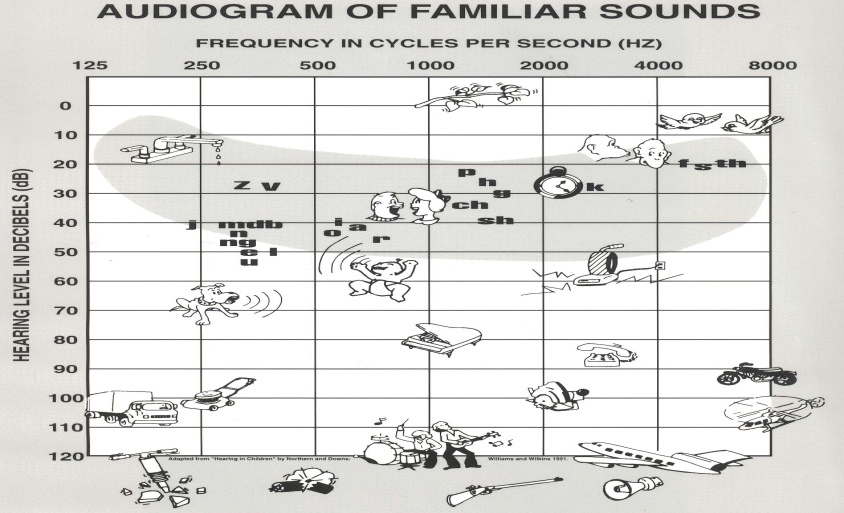 AUDIOGRAM OF FAMILIAR SOUNDS
FREQUENCY IN CYCLES PER SECOND (HZ)
125 250 500 1000 2000 4000 8000
HEARING LEVEL IN DECIBELS (dB)
0
10
20
30
40
50
60
70
80
90
100
110
120
z v
p
h
g
k
f s th
ch
sh
j mdb
n
ng
e l
u
i
o a
r
Adapted from "Hearing in Children" by Northern and Downs: Williams and Wilkins 1991.